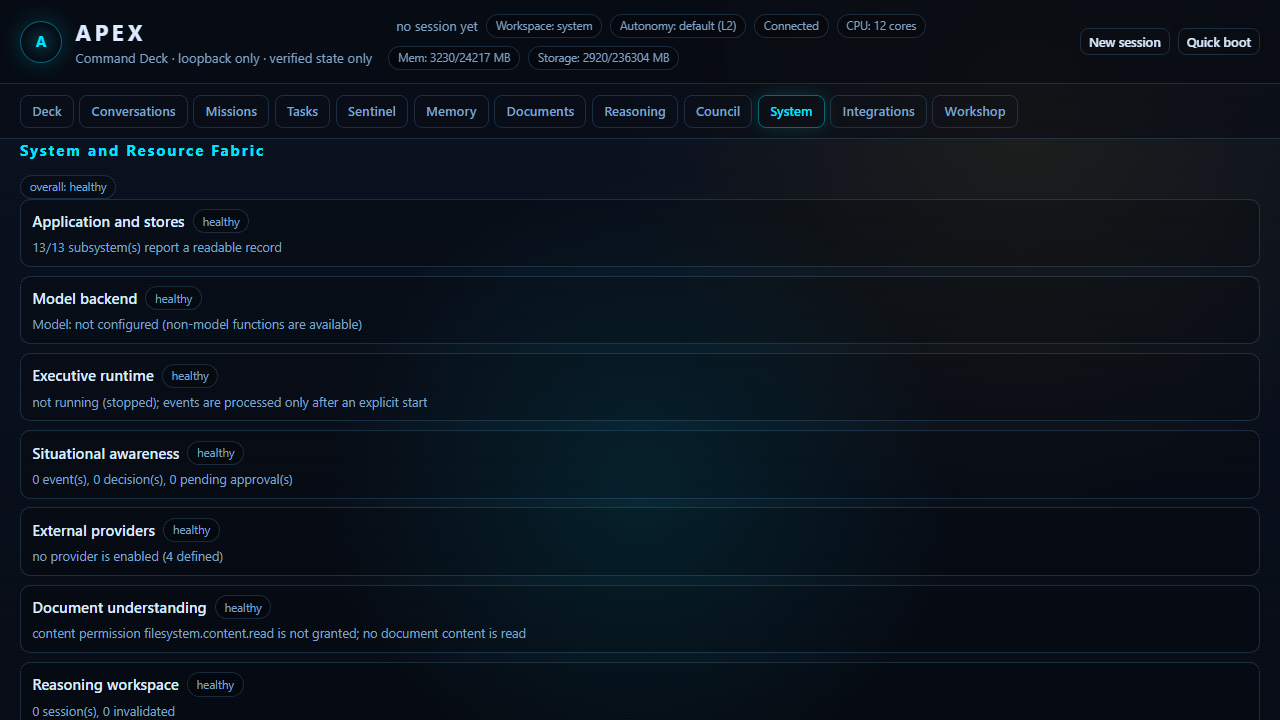 A
APEX
Command Deck · loopback only · verified state only
no session yet
Workspace: system
Autonomy: default (L2)
Connected
CPU: 12 cores
Mem: 3230/24217 MB
Storage: 2920/236304 MB
New session
Quick boot
Deck
Conversations
Missions
Tasks
Sentinel
Memory
Documents
Reasoning
Council
System
Integrations
Workshop
System and Resource Fabric
overall: healthy
Application and stores healthy
13/13 subsystem(s) report a readable record
Model backend healthy
Model: not configured (non-model functions are available)
Executive runtime healthy
not running (stopped); events are processed only after an explicit start
Situational awareness healthy
0 event(s), 0 decision(s), 0 pending approval(s)
External providers healthy
no provider is enabled (4 defined)
Document understanding healthy
content permission filesystem.content.read is not granted; no document content is read
Reasoning workspace healthy
0 session(s), 0 invalidated